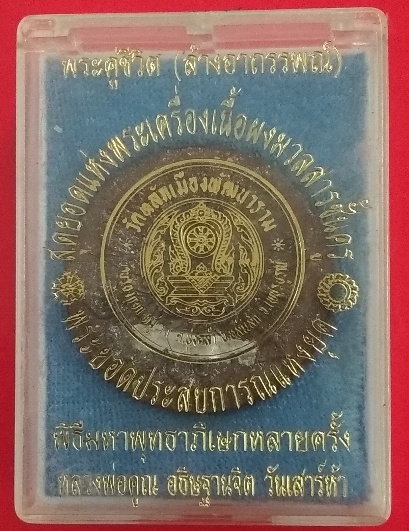 พระคู่ชีวิต (ล้างอาถรรพณ์)
สุดยอดแห่งพระเครื่องเนื้อผงมวลสารชั้นครู
วัดหลักเมืองพัฒนาราม
พระยอดประสบการณ์แห่งยุค
พิธีมหาพุทธาภิเษกหลายครั้ง
หลวงพ่อคูณ อธิษฐานจิต วันเสาร์ห้า